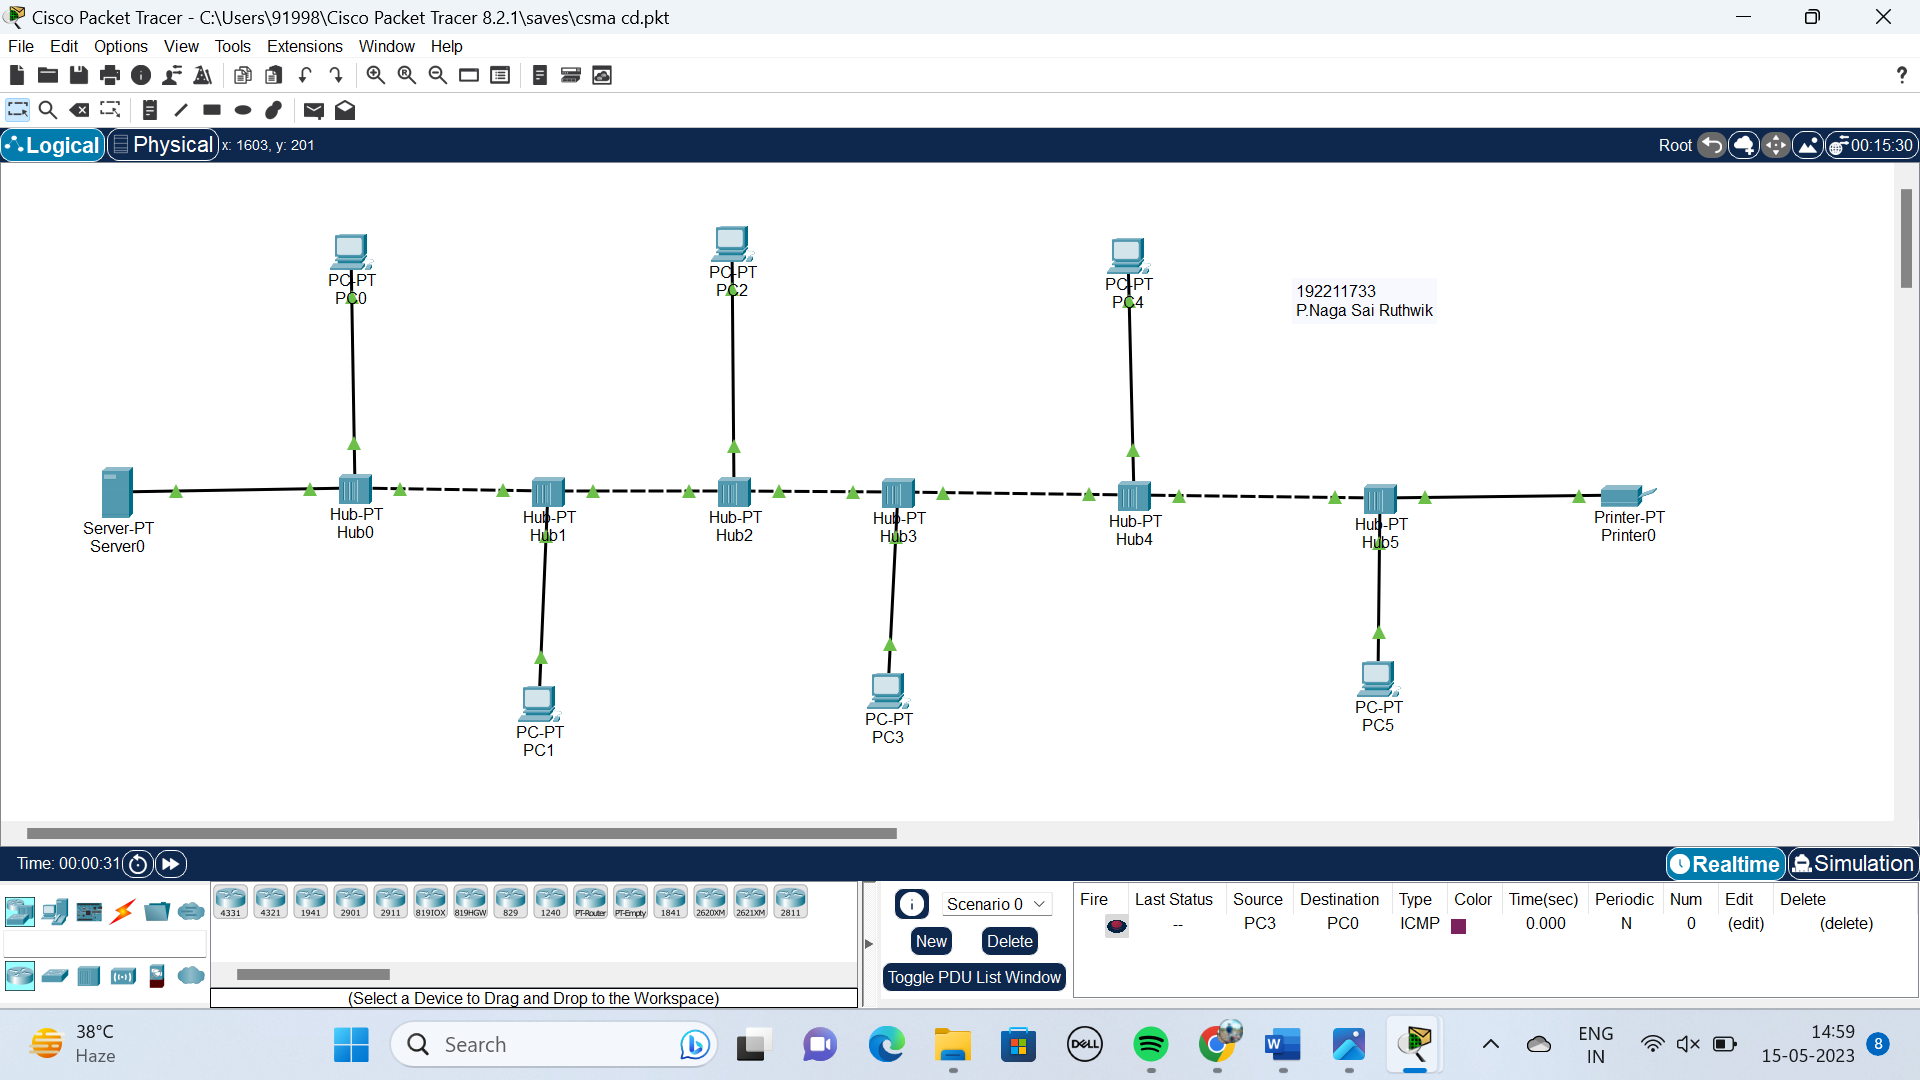 Cisco Packet Tracer - C:\Users\91998\Cisco Packet Tracer 8.2.1\saves\csma cd.pkt
File Edit Options View Tools Extensions Window Help
?
Logical Physical x: 1603, y: 201 Root 00:15:30
PC-PT
PC0
PC-PT
PC2
PC-PT
PC4
192211733
P.Naga Sai Ruthwik
Server-PT
Server0
Hub-PT
Hub0
Hub-PT
Hub1
Hub-PT
Hub2
Hub-PT
Hub3
Hub-PT
Hub4
Hub-PT
Hub5
Printer-PT
Printer0
PC-PT
PC1
PC-PT
PC3
PC-PT
PC5
Time: 00:00:31 Realtime Simulation
4331 4321 1941 2901 2911 819IOX 819HGW 829 1240 PT-Router PT-Empty 1841 2620XM 2621XM 2811
(Select a Device to Drag and Drop to the Workspace)
Scenario 0
New Delete
Toggle PDU List Window
Fire Last Status Source Destination Type Color Time(sec) Periodic Num Edit Delete
-- PC3 PC0 ICMP 0.000 N 0 (edit) (delete)
38°C
Haze
Search
DELL
W
ENG
IN
14:59
15-05-2023
8